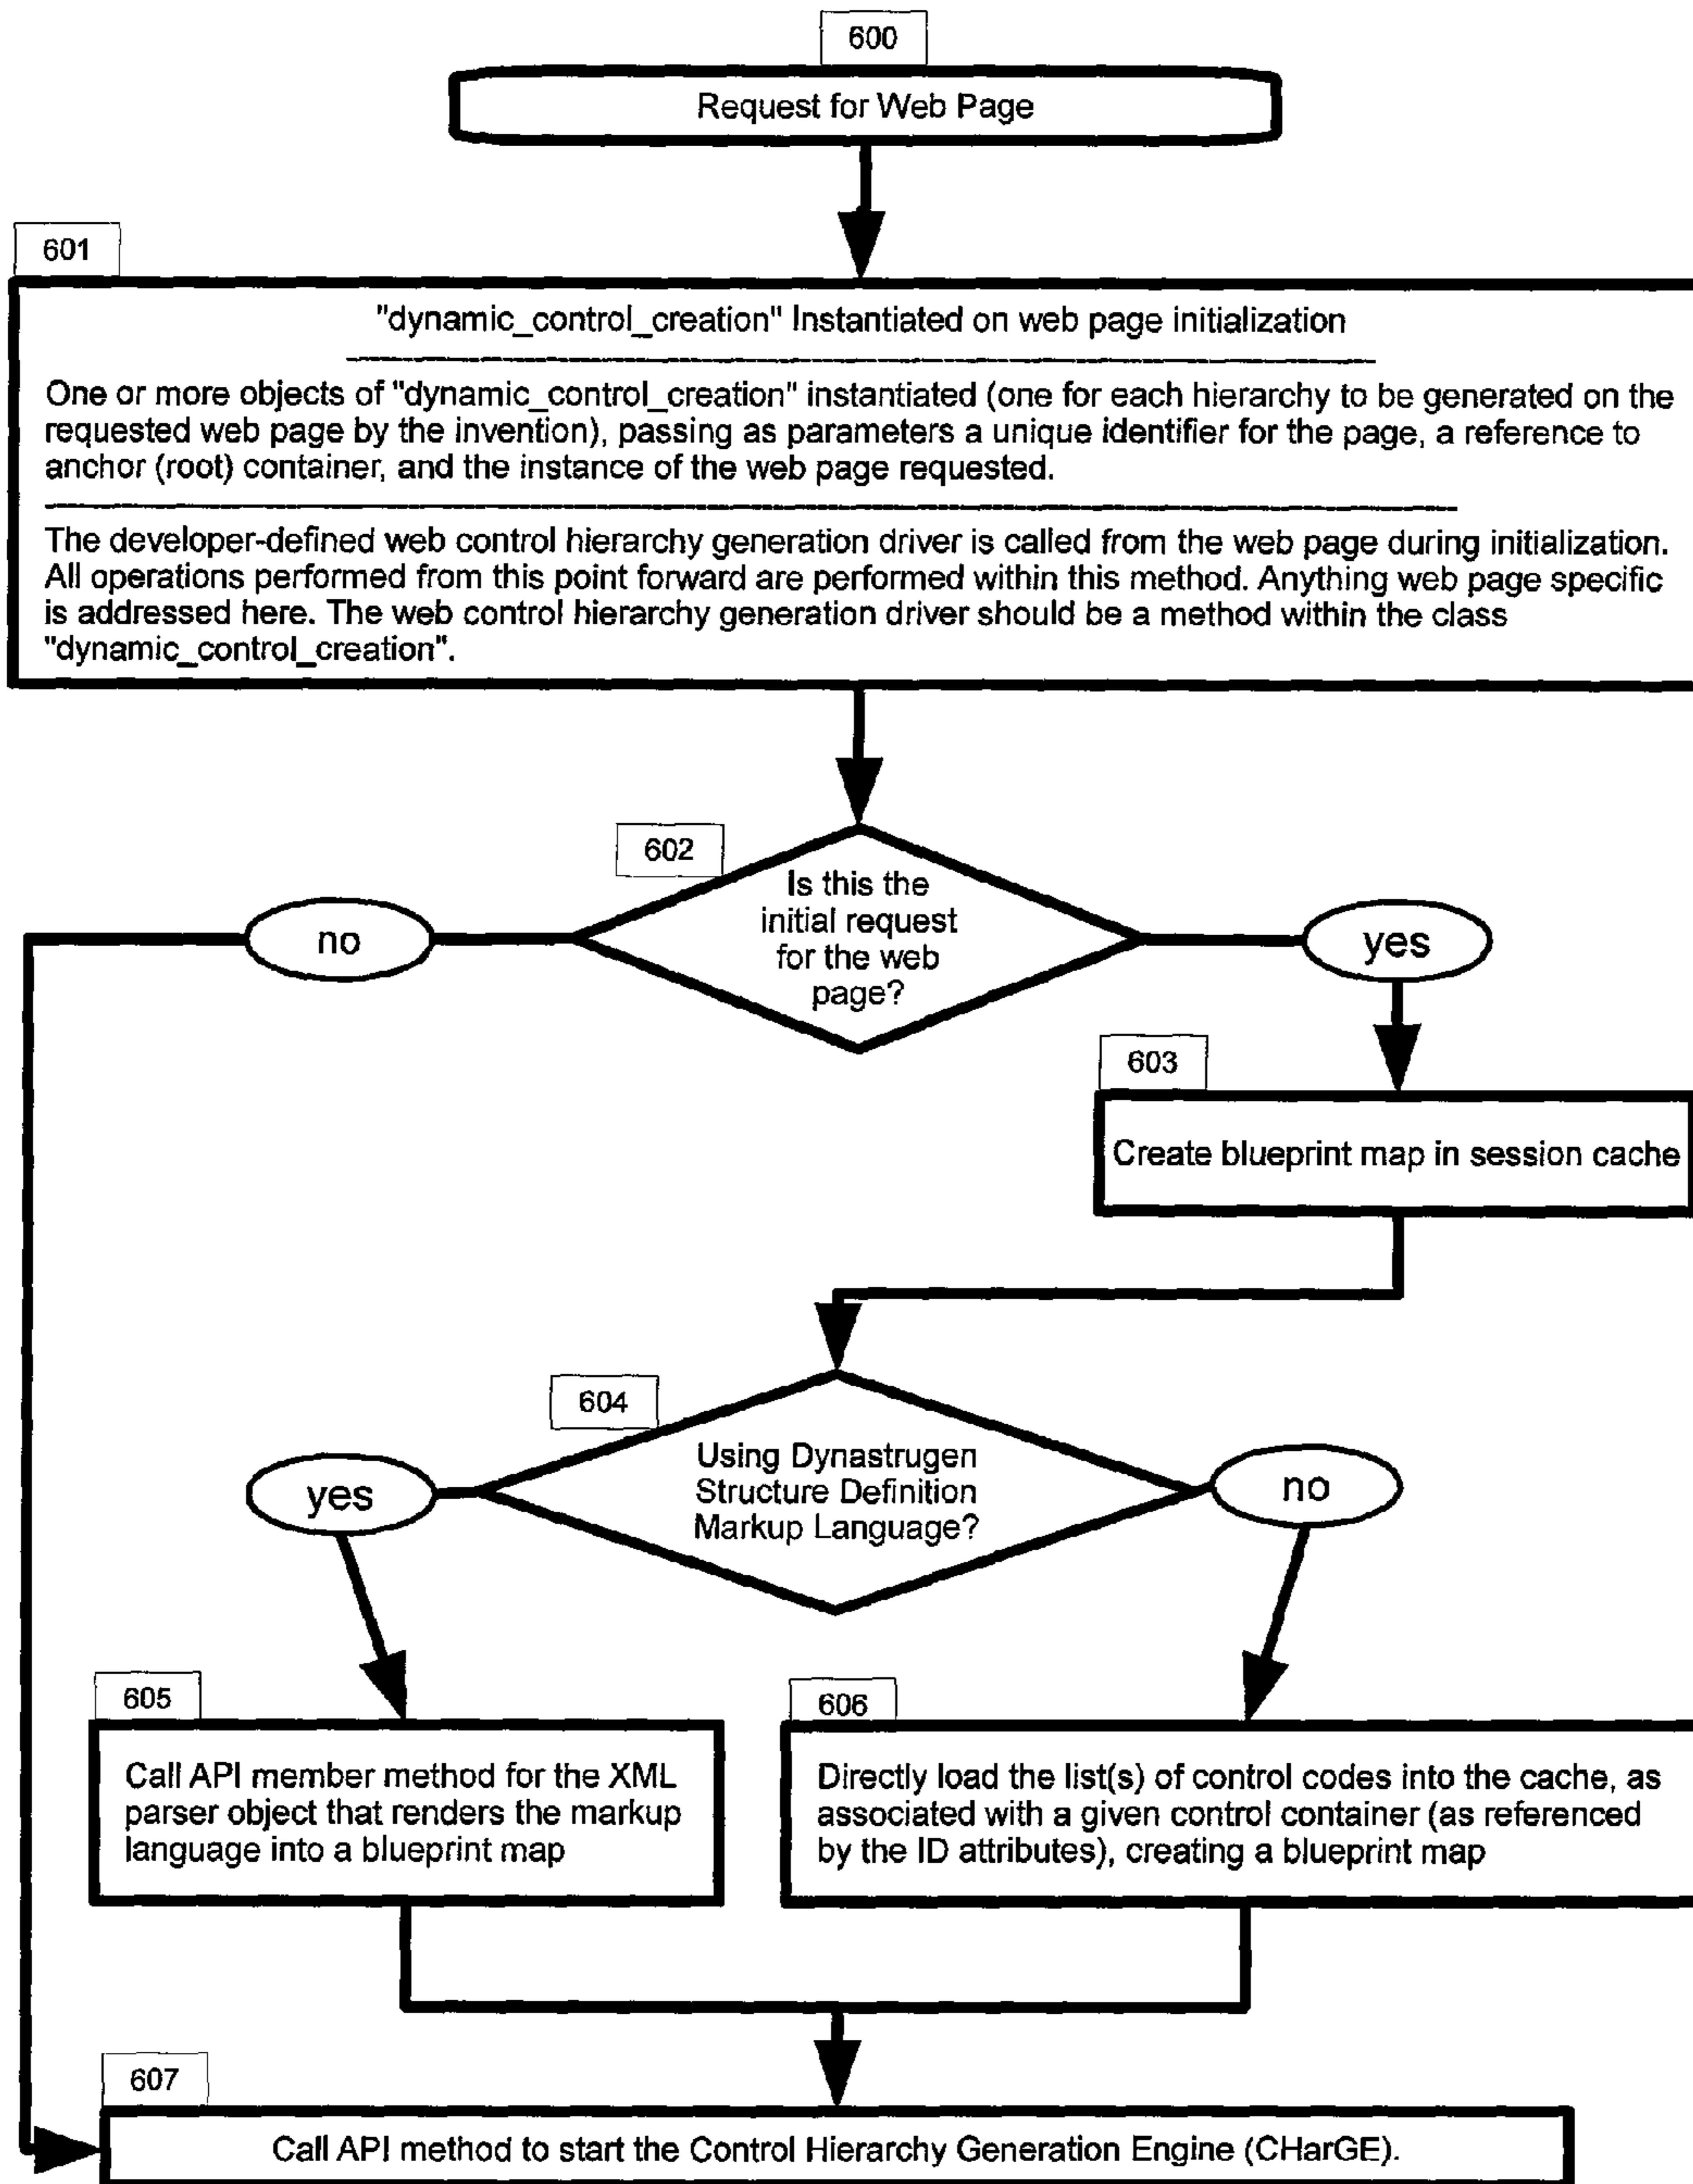 600
Request for Web Page
601
"dynamic_control_creation" Instantiated on web page initialization
One or more objects of "dynamic_control_creation" instantiated (one for each hierarchy to be generated on the
requested web page by the invention), passing as parameters a unique identifier for the page, a reference to
anchor (root) container, and the instance of the web page requested.
The developer-defined web control hierarchy generation driver is called from the web page during initialization.
All operations performed from this point forward are performed within this method. Anything web page specific
is addressed here. The web control hierarchy generation driver should be a method within the class
"dynamic_control_creation".
602
Is this the
initial request
for the web
page?
no
yes
603
Create blueprint map in session cache
604
Using Dynastrugen
Structure Definition
Markup Language?
yes
no
605
Call API member method for the XML
parser object that renders the markup
language into a blueprint map
606
Directly load the list(s) of control codes into the cache, as
associated with a given control container (as referenced
by the ID attributes), creating a blueprint map
607
Call API method to start the Control Hierarchy Generation Engine (CHarGE).